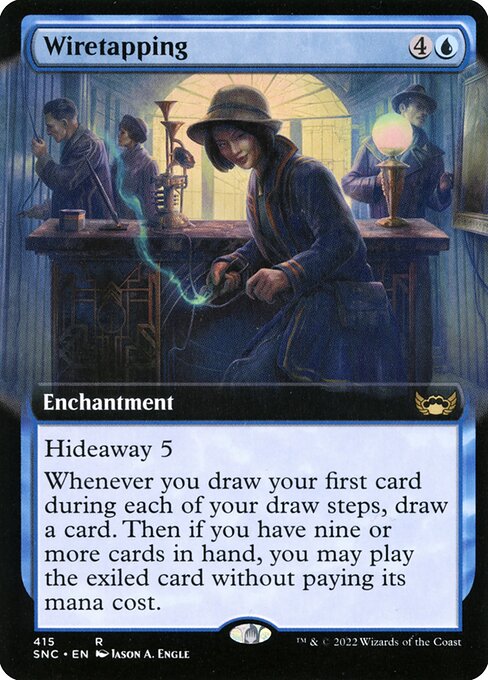 Wiretapping 4
Enchantment
Hideaway 5
Whenever you draw your first card
during each of your draw steps, draw
a card. Then if you have nine or
more cards in hand, you may play
the exiled card without paying its
mana cost.
415 R
SNC • EN Jason A. Engle
™ & © 2022 Wizards of the Coast